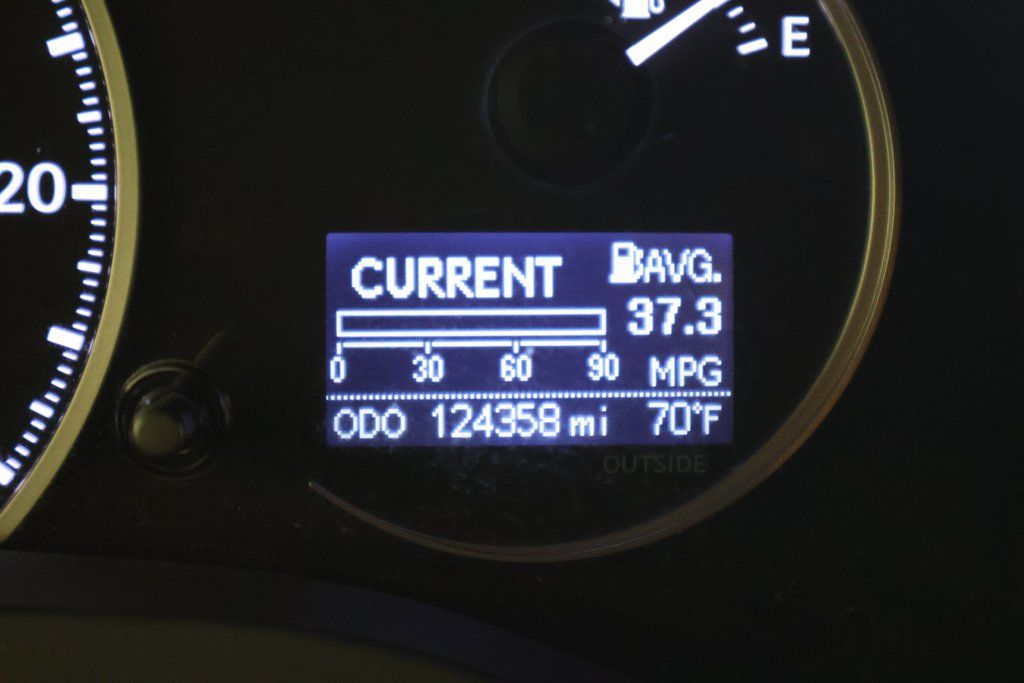 E
20
CURRENT
AVG.
37.3
0 30 60 90
MPG
ODO 124358 mi 70°F
OUTSIDE